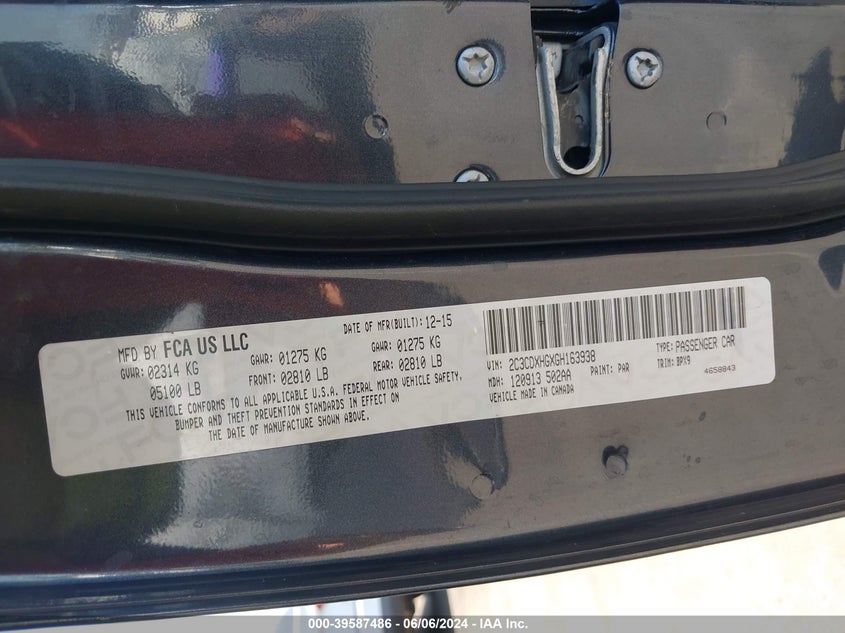 MFD BY FCA US LLC
DATE OF MFR(BUILT): 12-15
GVWR: 02314 KG
05100 LB
GAWR: 01275 KG
FRONT: 02810 LB
GAWR: 01275 KG
REAR: 02810 LB
THIS VEHICLE CONFORMS TO ALL APPLICABLE U.S.A. FEDERAL MOTOR VEHICLE SAFETY,
BUMPER AND THEFT PREVENTION STANDARDS IN EFFECT ON
THE DATE OF MANUFACTURE SHOWN ABOVE.
VIN: 2C3CDXHGXGH163938
TYPE: PASSENGER CAR
MDH: 120913 502AA
PAINT: PAR
TRIM: BPX9
VEHICLE MADE IN CANADA
4658843
000-39587486 - 06/06/2024 - IAA Inc.